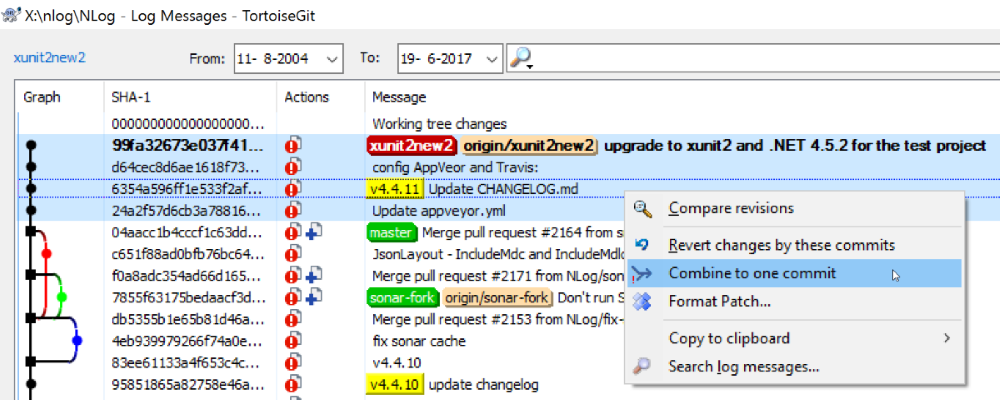 X:\nlog\NLog - Log Messages - TortoiseGit
xunit2new2 From: 11- 8-2004 To: 19- 6-2017
Graph SHA-1 Actions Message
000000000000000000... Working tree changes
99fa32673e037f41... xunit2new2 origin/xunit2new2 upgrade to xunit2 and .NET 4.5.2 for the test project
d64cec8d6ae1618f73... config AppVeor and Travis:
6354a596ff1e533f2af... v4.4.11 Update CHANGELOG.md
24a2f57d6cb3a78816... Update appveyor.yml
04aacc1b4cccf1c63dd... master Merge pull request #2164 from s
c651f88ad0bfb76bc64... JsonLayout - IncludeMdc and IncludeMdlc
f0a8adc354ad66d165... Merge pull request #2171 from NLog/son
7855f63175bedaacf3d... sonar-fork origin/sonar-fork Don't run S
db5355b1e65b81d46a... Merge pull request #2153 from NLog/fix-
4eb939979266f74a0e... fix sonar cache
83ee61133a4f653c4c... v4.4.10
95851865a82758e46a... v4.4.10 update changelog
Compare revisions
Revert changes by these commits
Combine to one commit
Format Patch...
Copy to clipboard
Search log messages...